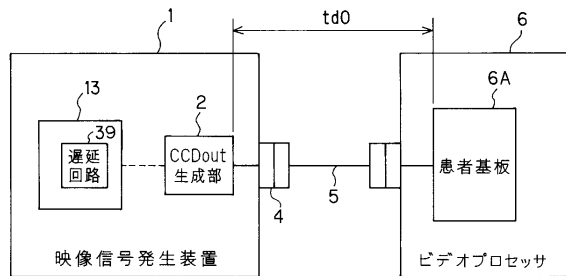 1
td0
6
13
39
遅延
回路
2
CCDout
生成部
4
5
6A
患者基板
映像信号発生装置
ビデオプロセッサ